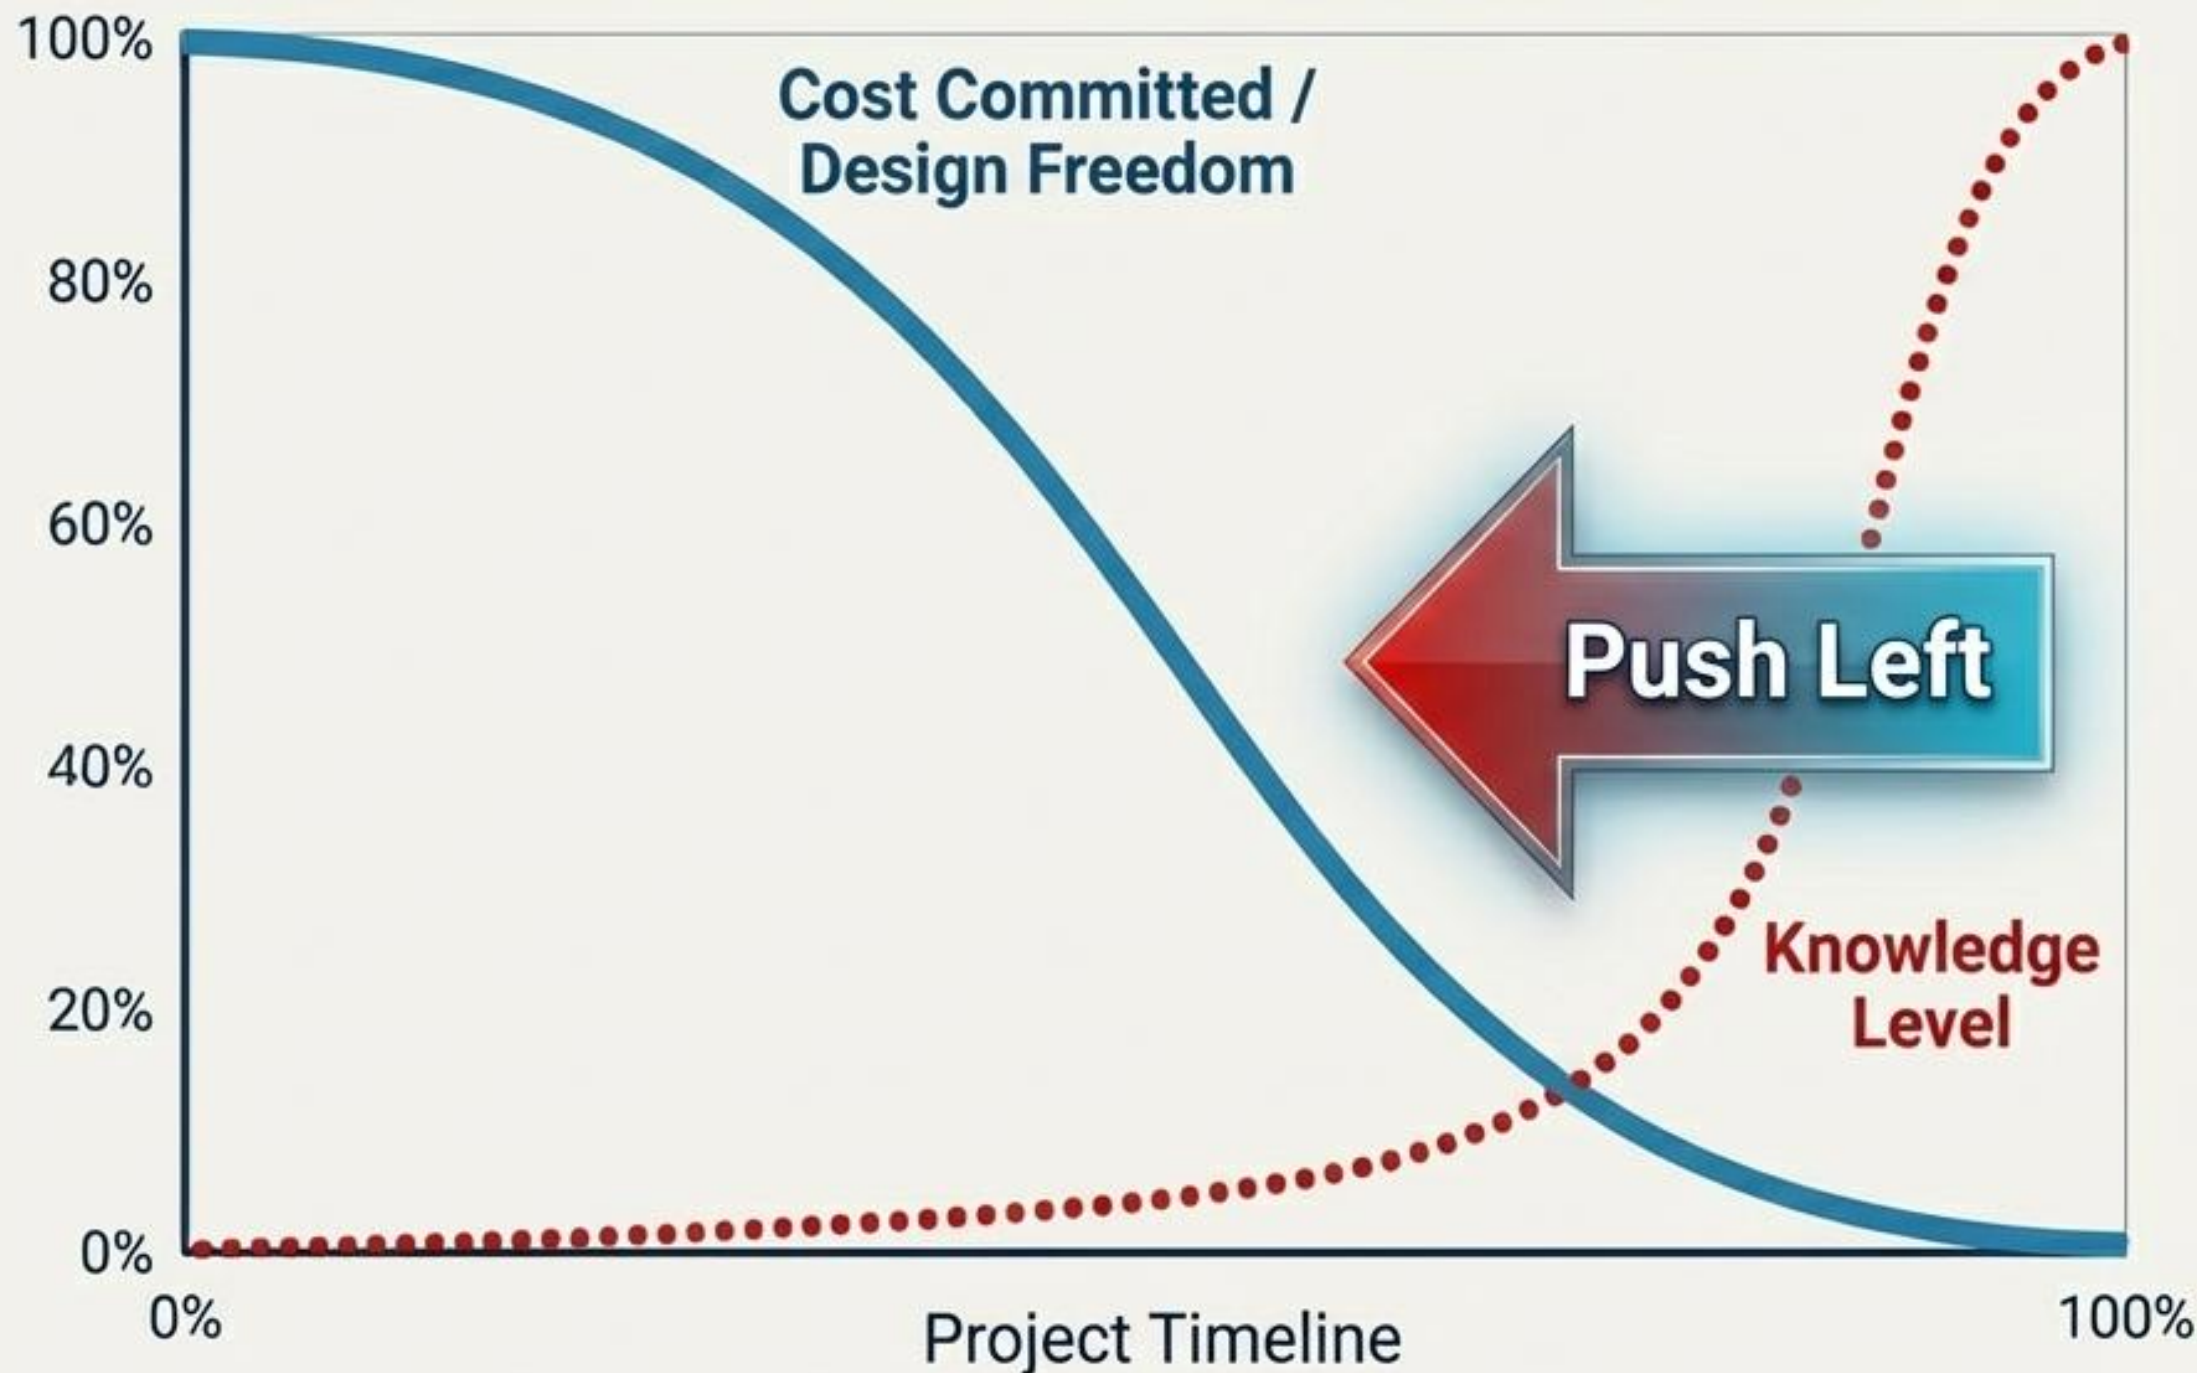 100%
Cost Committed /
Design Freedom
80%
60%
Push Left
40%
Knowledge
Level
20%
0%
0%
Project Timeline
100%